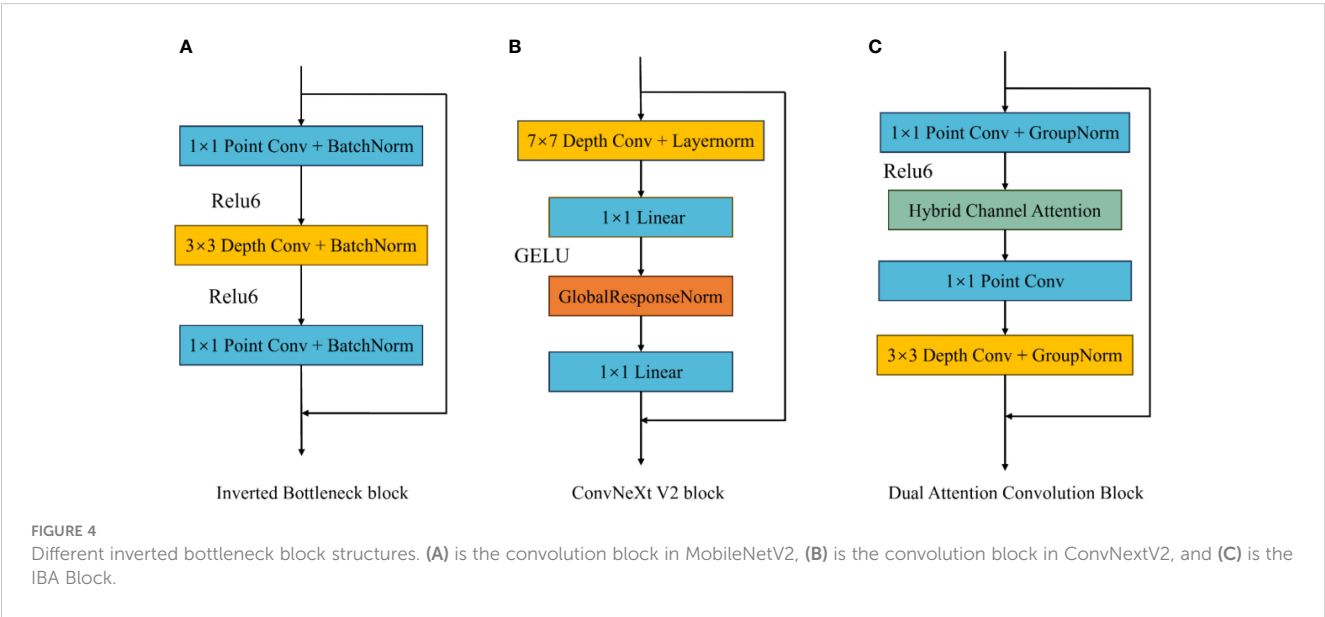 A
1×1 Point Conv + BatchNorm
Relu6
3×3 Depth Conv + BatchNorm
Relu6
1×1 Point Conv + BatchNorm
Inverted Bottleneck block
B
7×7 Depth Conv + Layernorm
1×1 Linear
GELU
GlobalResponseNorm
1×1 Linear
ConvNeXt V2 block
C
1×1 Point Conv + GroupNorm
Relu6
Hybrid Channel Attention
1×1 Point Conv
3×3 Depth Conv + GroupNorm
Dual Attention Convolution Block
FIGURE 4
Different inverted bottleneck block structures. (A) is the convolution block in MobileNetV2, (B) is the convolution block in ConvNextV2, and (C) is the
IBA Block.